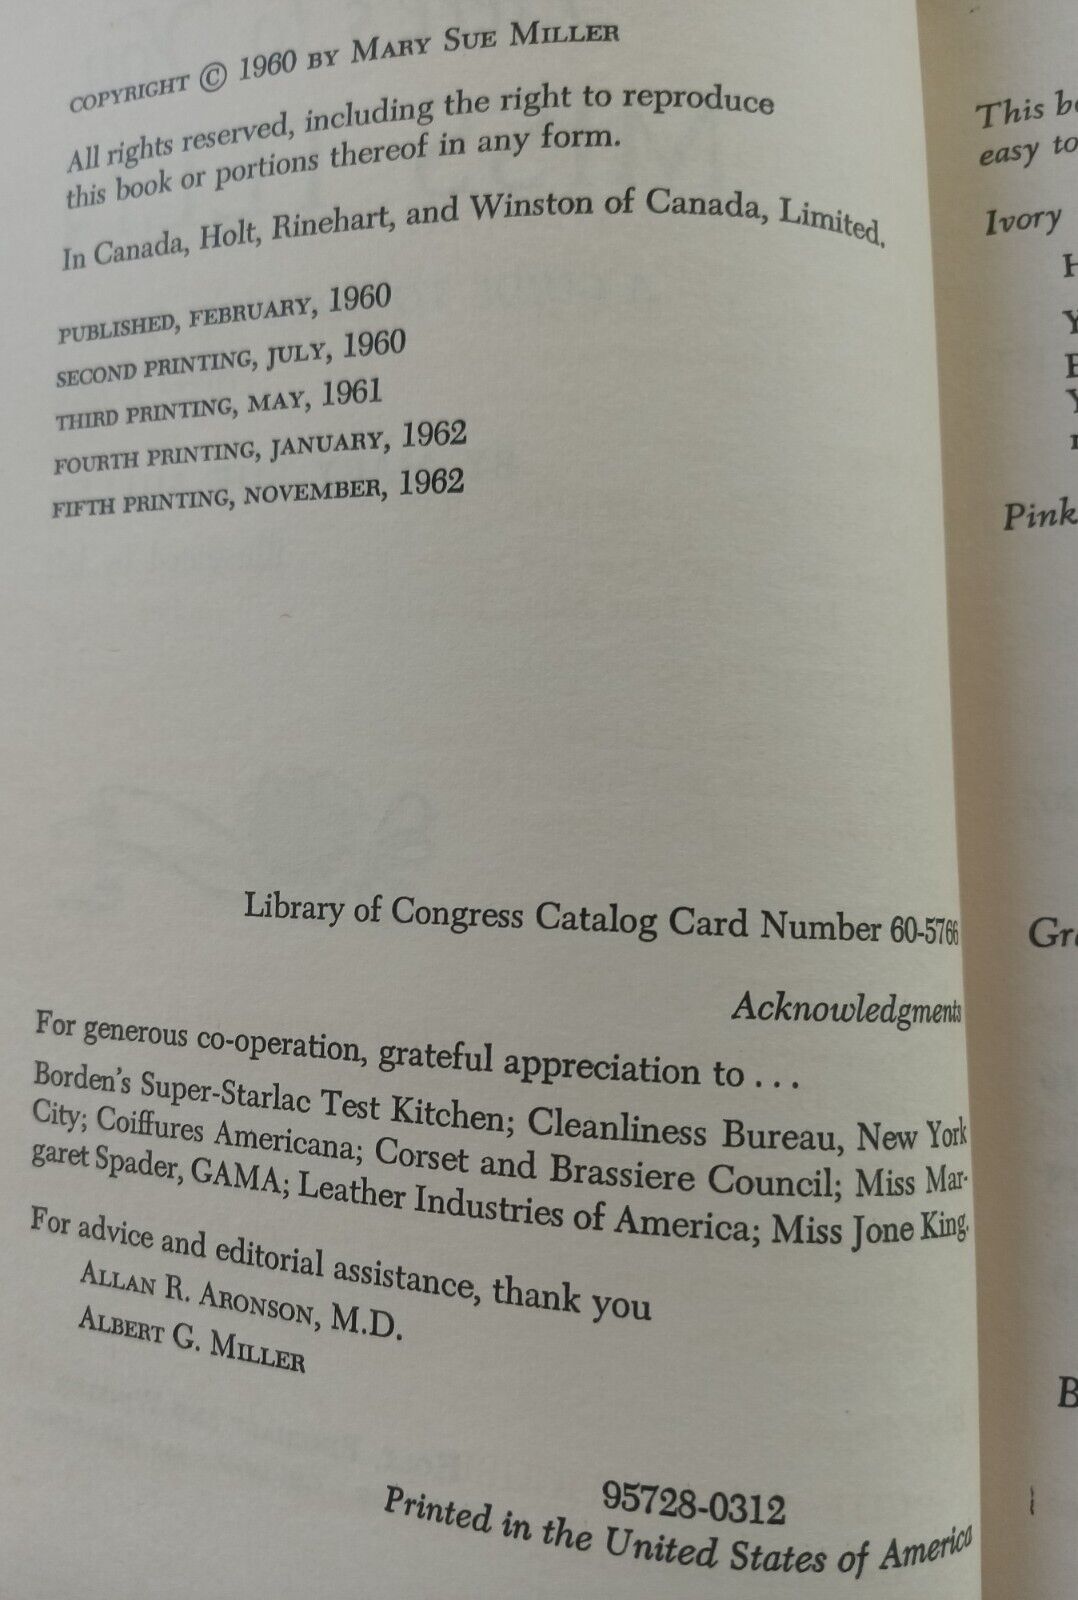 COPYRIGHT © 1960 BY MARY SUE MILLER
All rights reserved, including the right to reproduce
this book or portions thereof in any form.
In Canada, Holt, Rinehart, and Winston of Canada, Limited.
PUBLISHED, FEBRUARY, 1960
SECOND PRINTING, JULY, 1960
THIRD PRINTING, MAY, 1961
FOURTH PRINTING, JANUARY, 1962
FIFTH PRINTING, NOVEMBER, 1962
Library of Congress Catalog Card Number 60-5766
Acknowledgments
For generous co-operation, grateful appreciation to . . .
Borden's Super-Starlac Test Kitchen; Cleanliness Bureau, New York
City; Coiffures Americana; Corset and Brassiere Council; Miss Mar-
garet Spader, GAMA; Leather Industries of America; Miss Jone King.
For advice and editorial assistance, thank you
ALLAN R. ARONSON, M.D.
ALBERT G. MILLER
95728-0312
Printed in the United States of America
This
easy to
Ivory
Pink